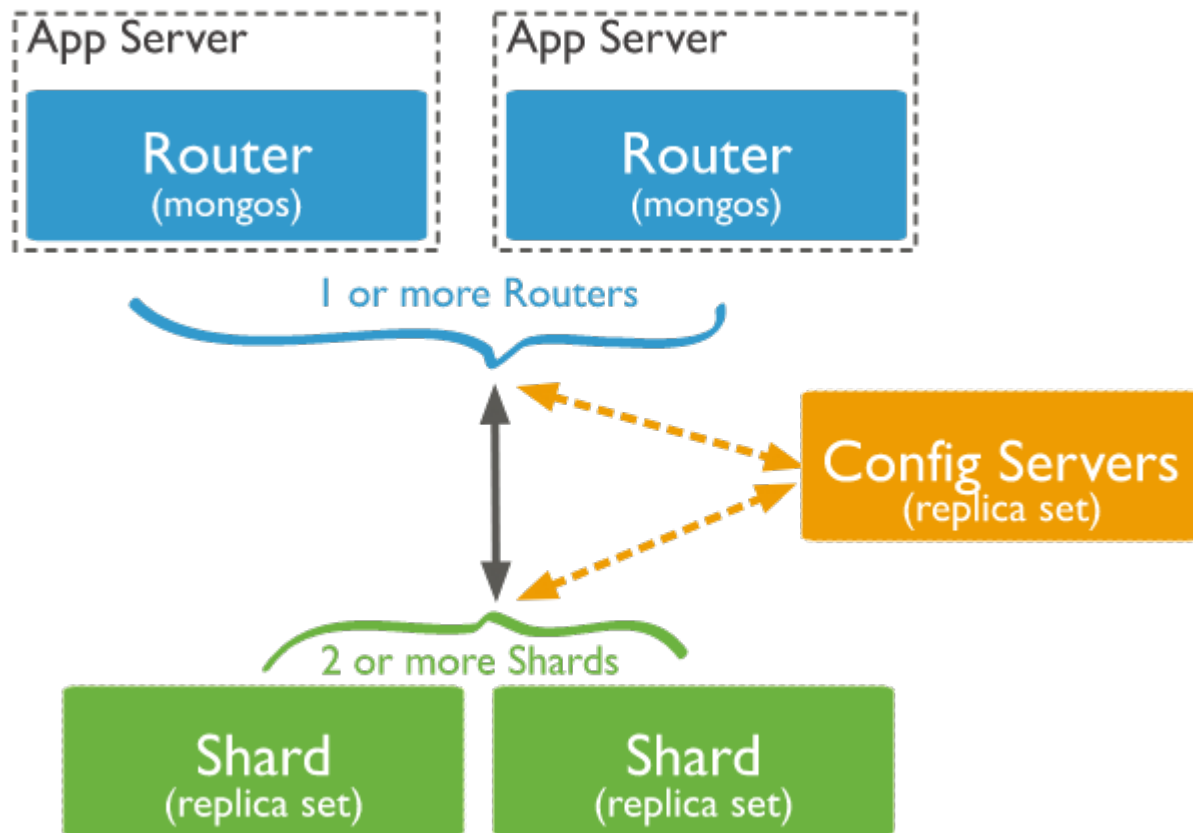 App Server
App Server
Router
(mongos)
Router
(mongos)
1 or more Routers
Config Servers
(replica set)
2 or more Shards
Shard
(replica set)
Shard
(replica set)